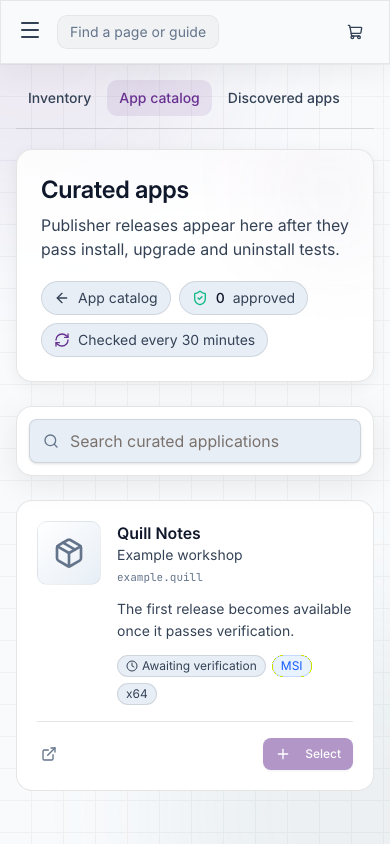 Find a page or guide
Inventory
App catalog
Discovered apps
Curated apps
Publisher releases appear here after they
pass install, upgrade and uninstall tests.
App catalog
0 approved
Checked every 30 minutes
Search curated applications
Quill Notes
Example workshop
example.quill
The first release becomes available
once it passes verification.
Awaiting verification
MSI
x64
Select